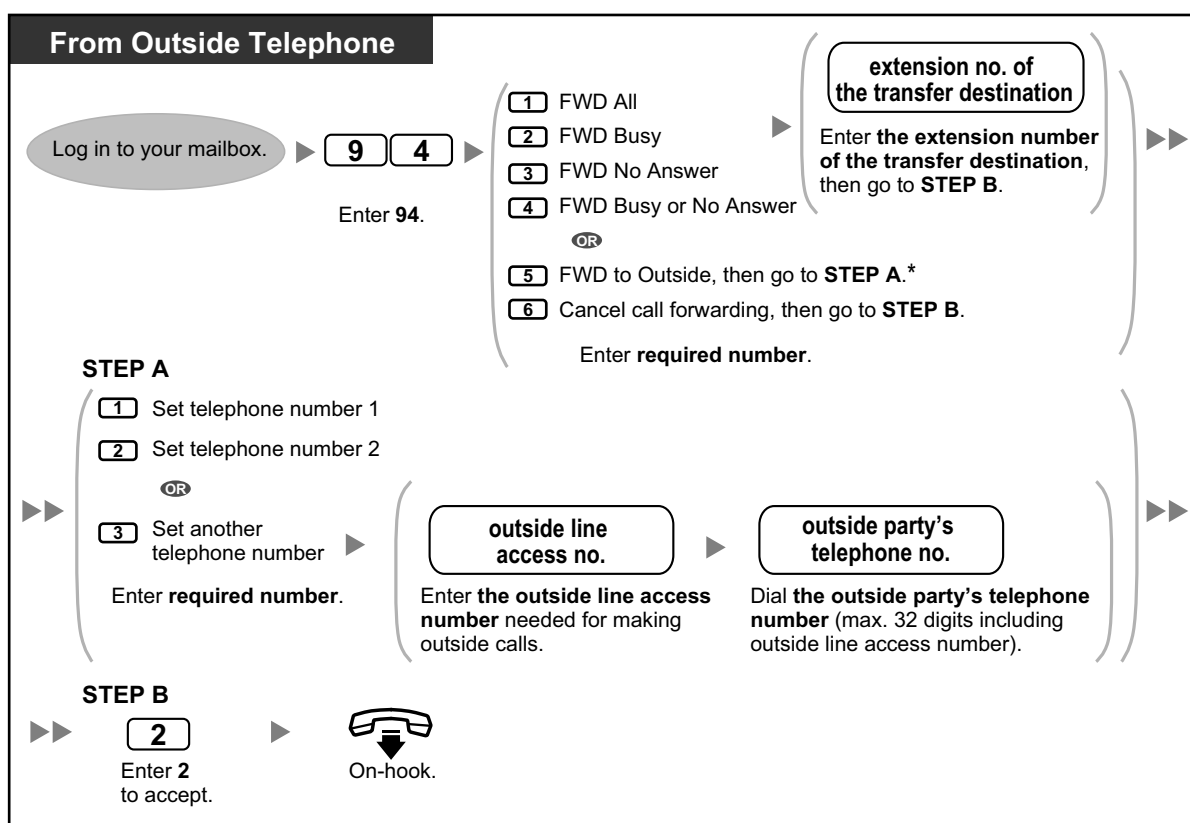 From Outside Telephone
Log in to your mailbox.
9 4
Enter 94.
1 FWD All
2 FWD Busy
3 FWD No Answer
4 FWD Busy or No Answer
OR
5 FWD to Outside, then go to STEP A.*
6 Cancel call forwarding, then go to STEP B.
Enter required number.
extension no. of
the transfer destination
Enter the extension number
of the transfer destination,
then go to STEP B.
STEP A
1 Set telephone number 1
2 Set telephone number 2
OR
3 Set another
telephone number
Enter required number.
outside line
access no.
Enter the outside line access
number needed for making
outside calls.
outside party's
telephone no.
Dial the outside party's telephone
number (max. 32 digits including
outside line access number).
STEP B
2
Enter 2
to accept.
On-hook.